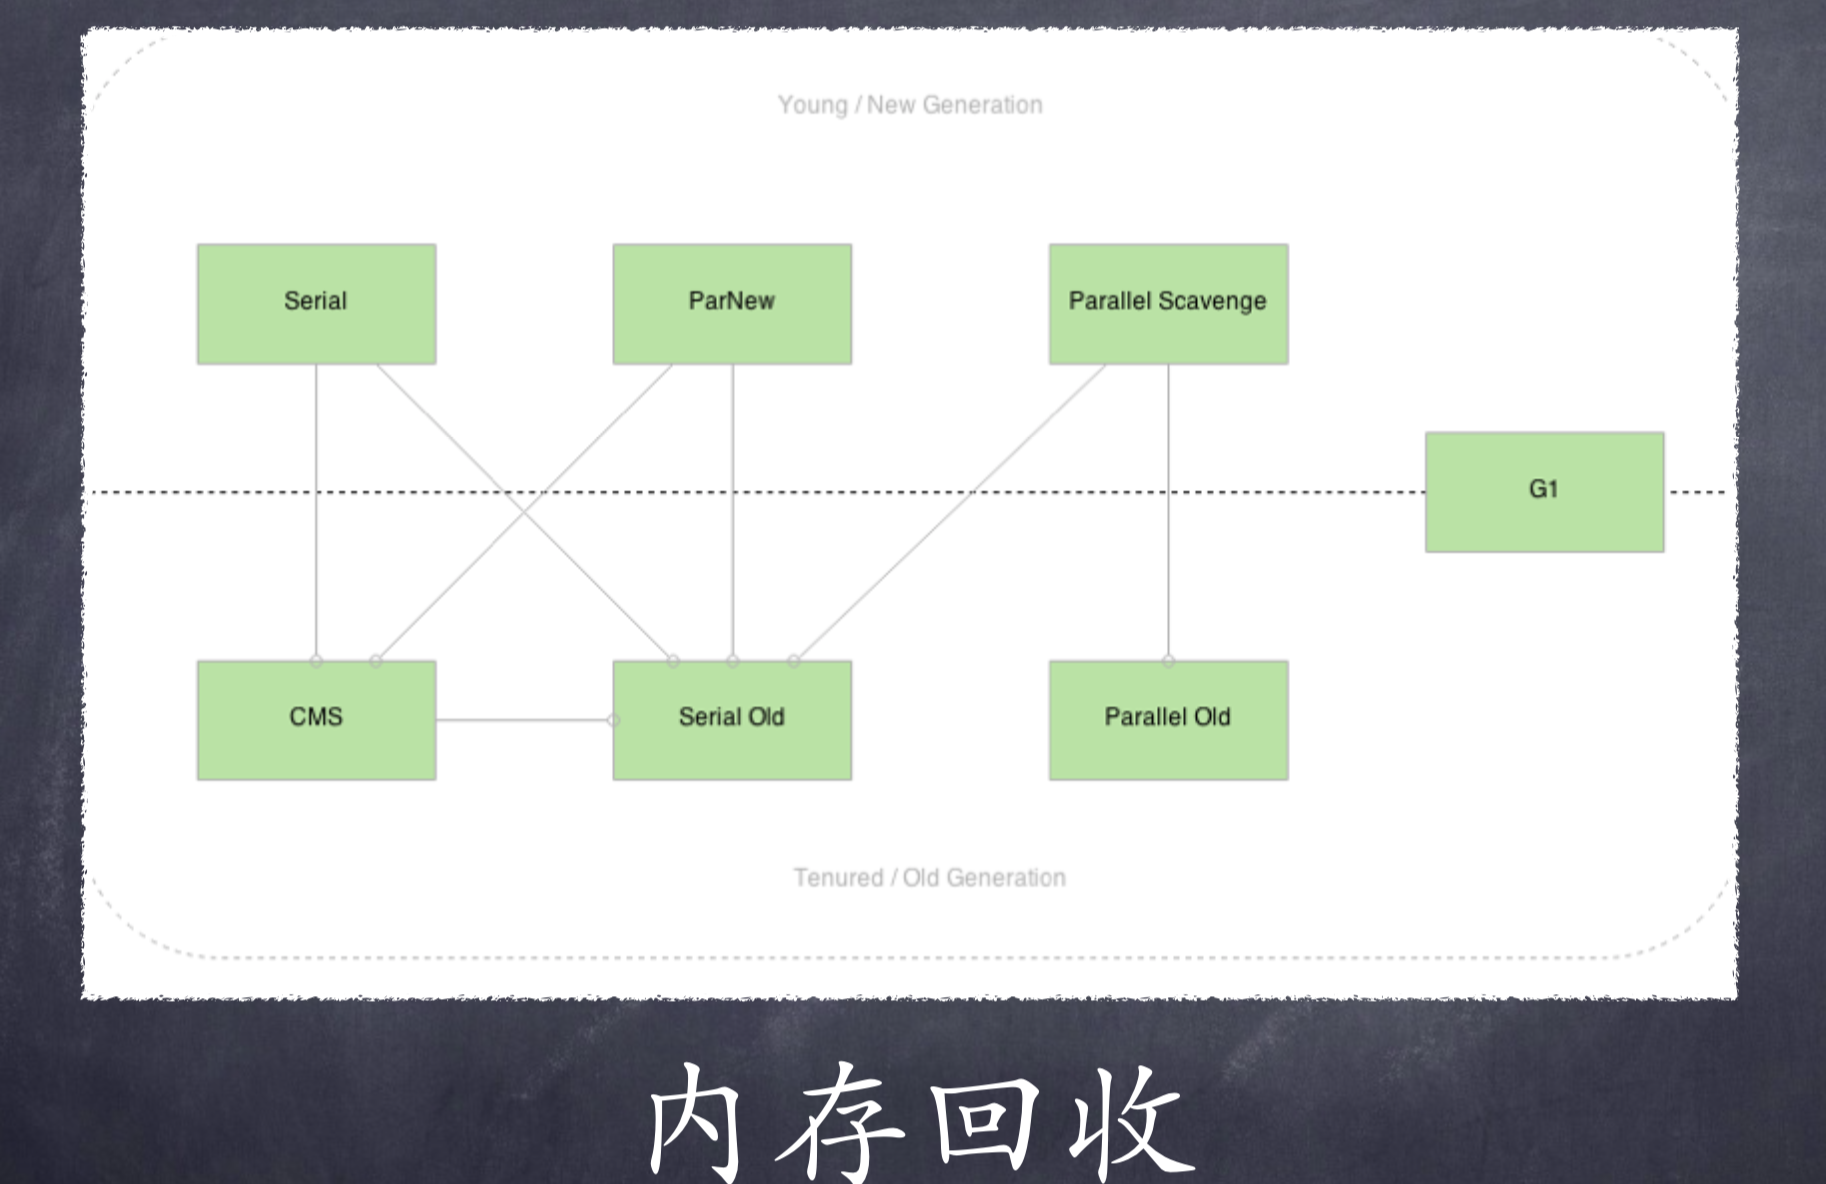 Young / New Generation
Serial
ParNew
Parallel Scavenge
G1
CMS
Serial Old
Parallel Old
Tenured / Old Generation
内存回收